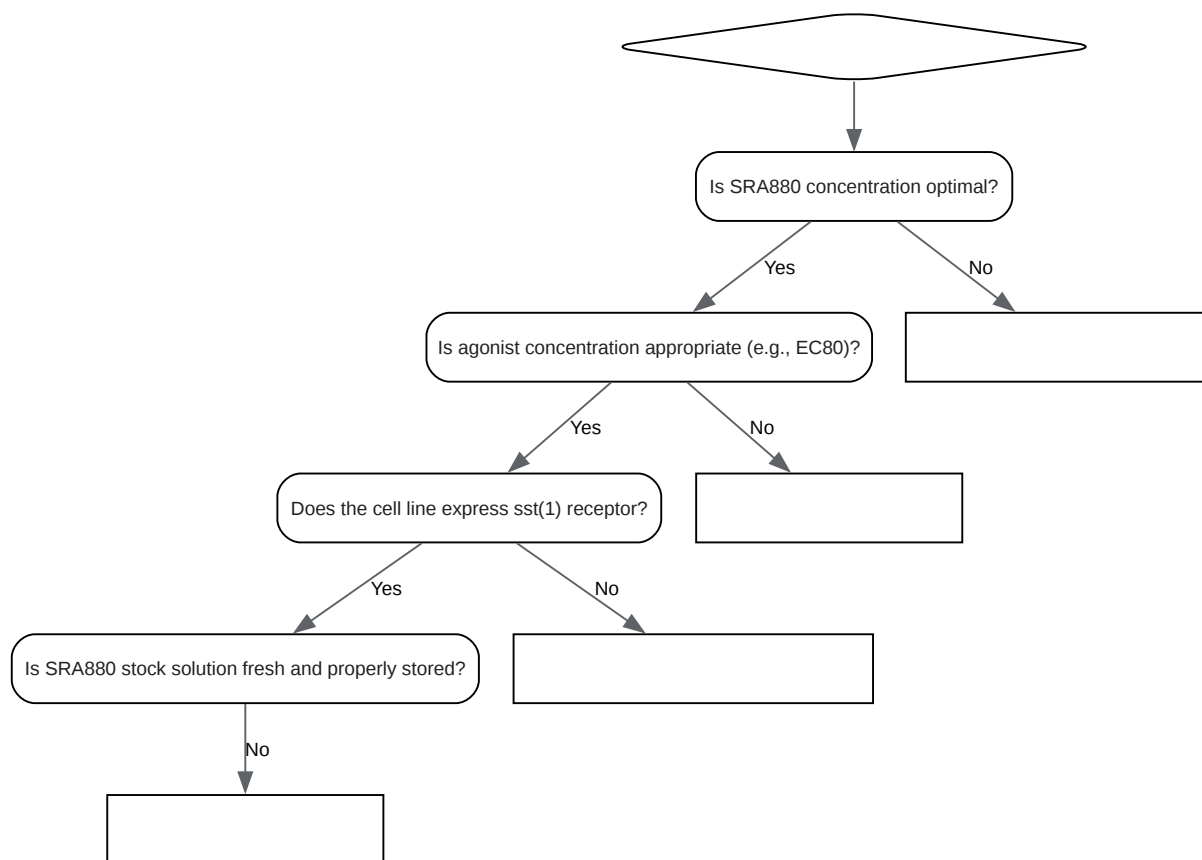 Is SRA880 concentration optimal?
Yes
No
Is agonist concentration appropriate (e.g., EC80)?
Yes
No
Does the cell line express sst(1) receptor?
Yes
No
Is SRA880 stock solution fresh and properly stored?
No